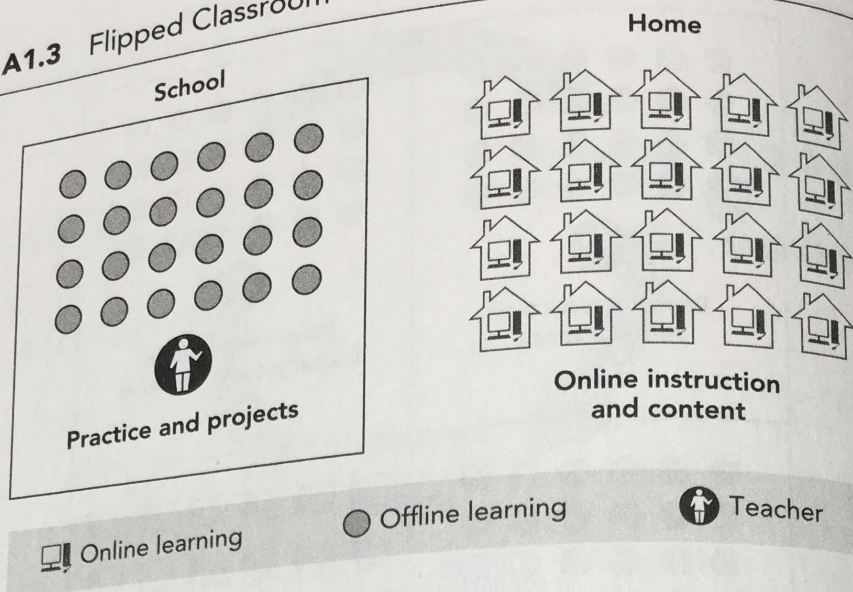 A1.3 Flipped Classroom
School
Home
Practice and projects
Online instruction
and content
Online learning
Offline learning
Teacher